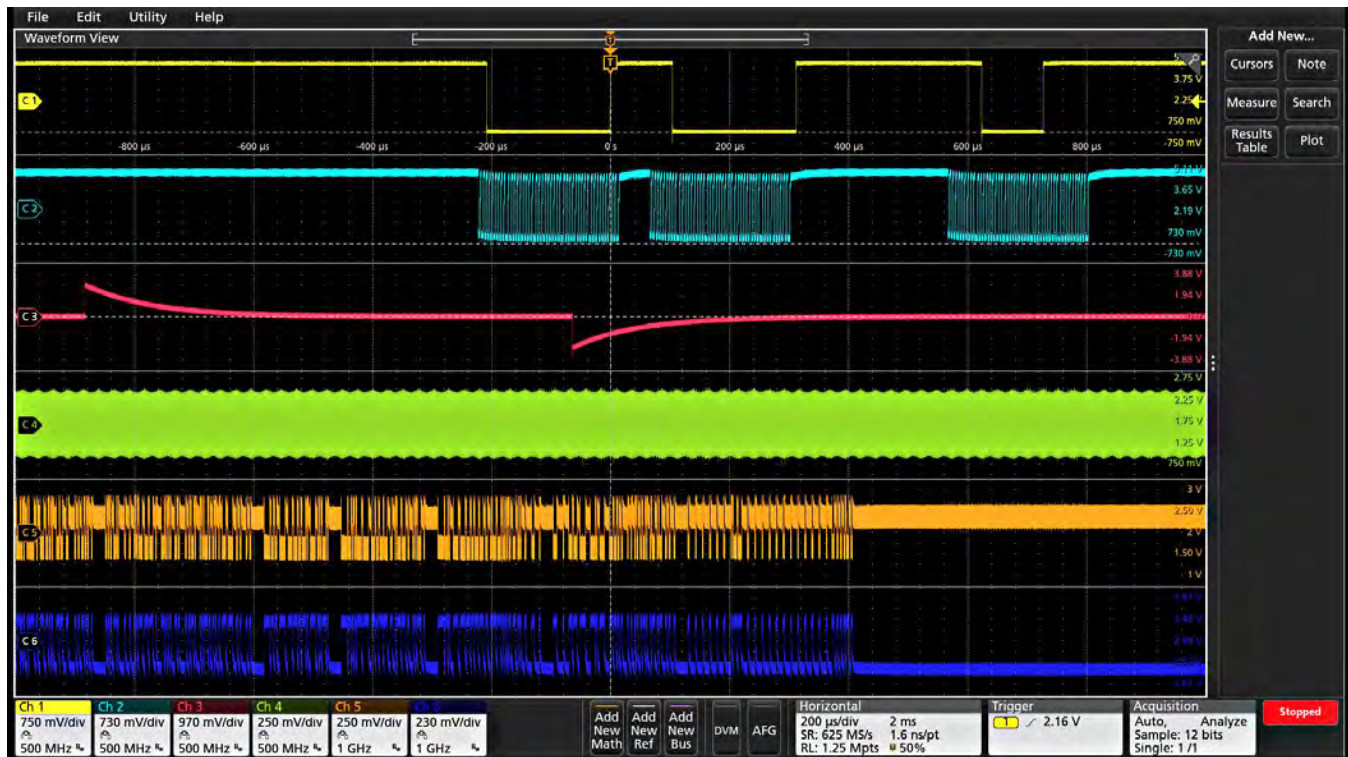 File Edit Utility Help
Waveform View
Add New...
Cursors Note
Measure Search
Results Table Plot
T
T
C 1
3.75 V
750 mV
-750 mV
-800 µs -600 µs -400 µs -200 µs 0 s 200 µs 400 µs 600 µs 800 µs
C 2
3.65 V
2.19 V
730 mV
-730 mV
C 3
3.88 V
1.94 V
-1.94 V
-3.88 V
C 4
2.75 V
2.25 V
1.75 V
1.25 V
750 mV
C 5
3 V
2.50 V
2 V
1.50 V
1 V
C 6
Ch 1
750 mV/div
500 MHz
Ch 2
730 mV/div
500 MHz
Ch 3
970 mV/div
500 MHz
Ch 4
250 mV/div
500 MHz
Ch 5
250 mV/div
1 GHz
Ch 6
230 mV/div
1 GHz
Add New Math
Add New Ref
Add New Bus
DVM
AFG
Horizontal
200 µs/div 2 ms
SR: 625 MS/s 1.6 ns/pt
RL: 1.25 Mpts 50%
Trigger
1 2.16 V
Acquisition
Auto, Analyze
Sample: 12 bits
Single: 1 /1
Stopped